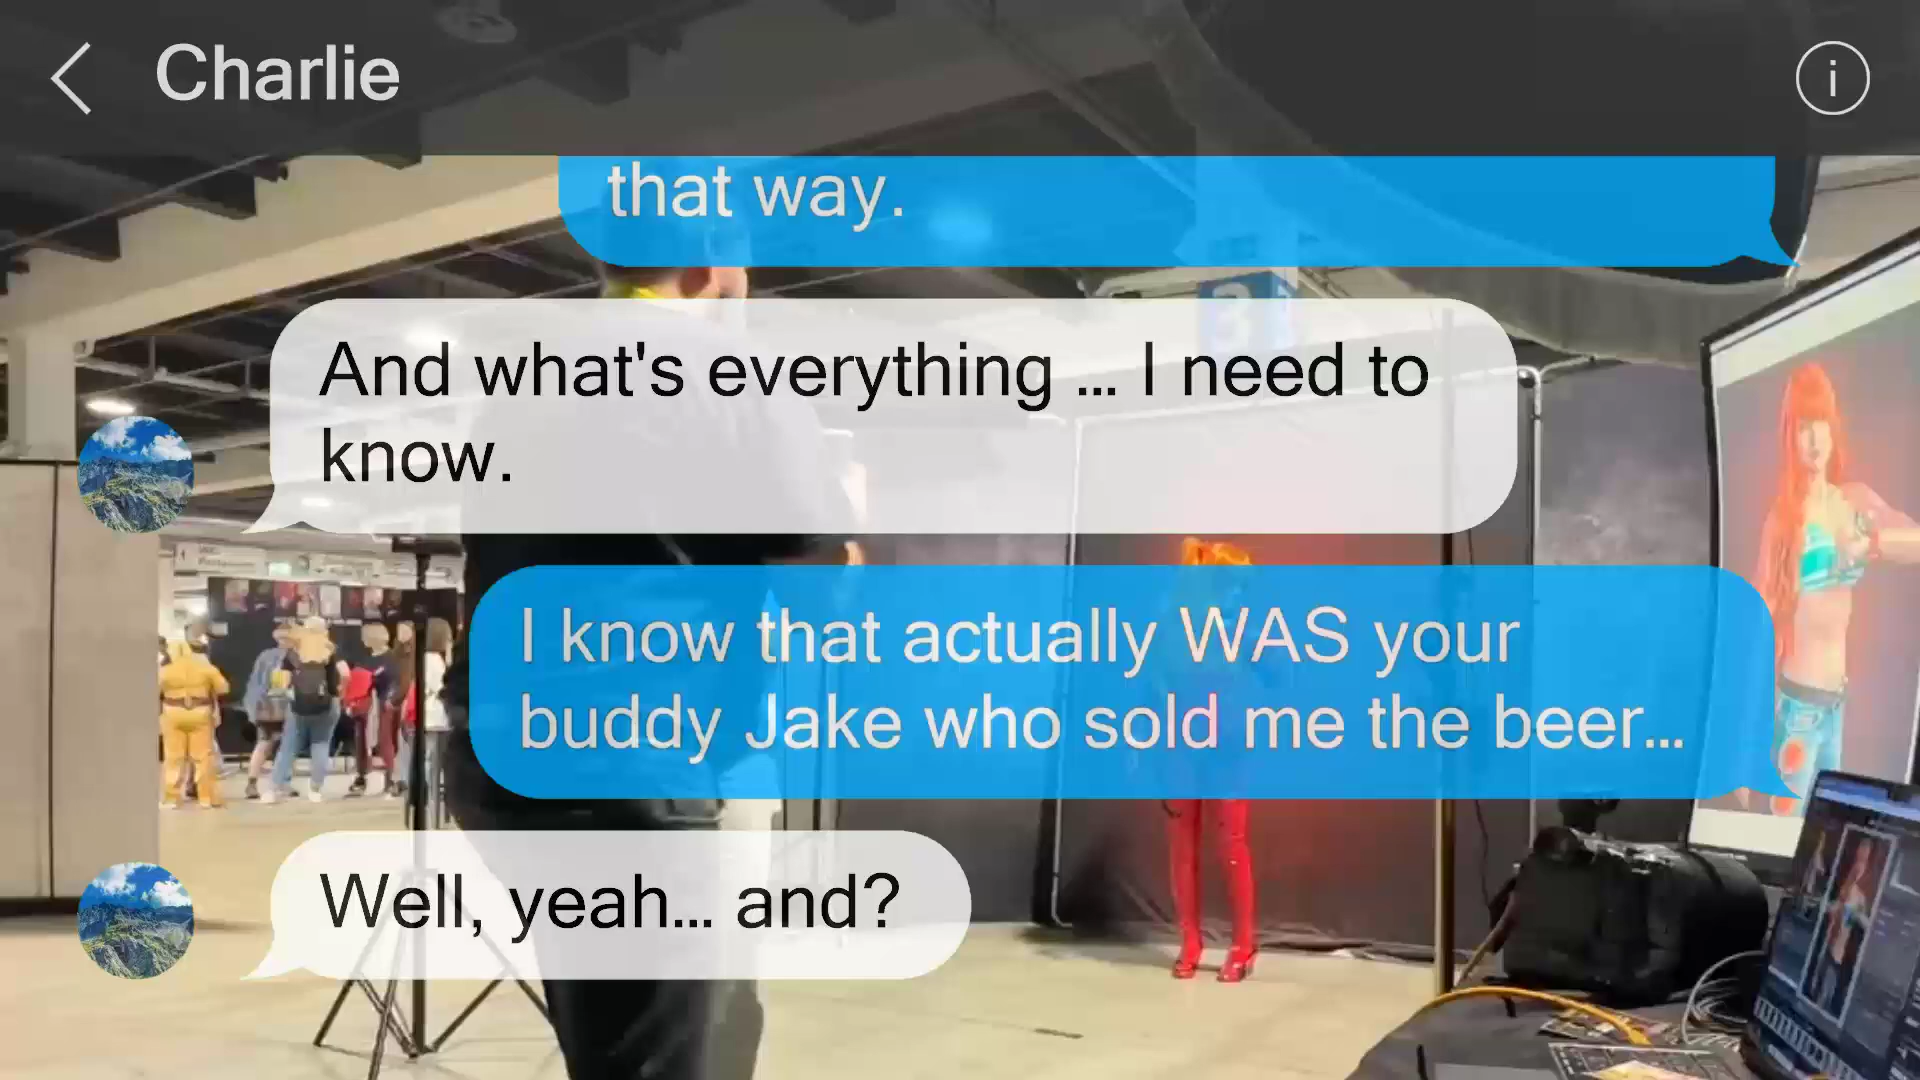 Charlie
that way.
And what's everything ... I need to
know.
I know that actually WAS your
buddy Jake who sold me the beer...
Well, yeah... and?
31